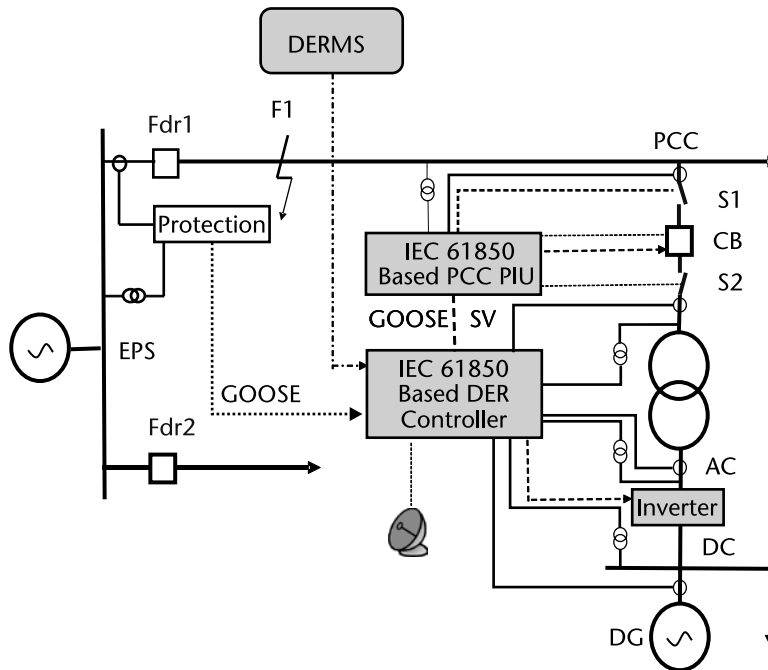 DERMS
F1
Fdr1
PCC
S1
Protection
CB
IEC 61850
Based PCC PIU
S2
GOOSE SV
EPS
IEC 61850
Based DER
Controller
GOOSE
Fdr2
AC
Inverter
DC
DG